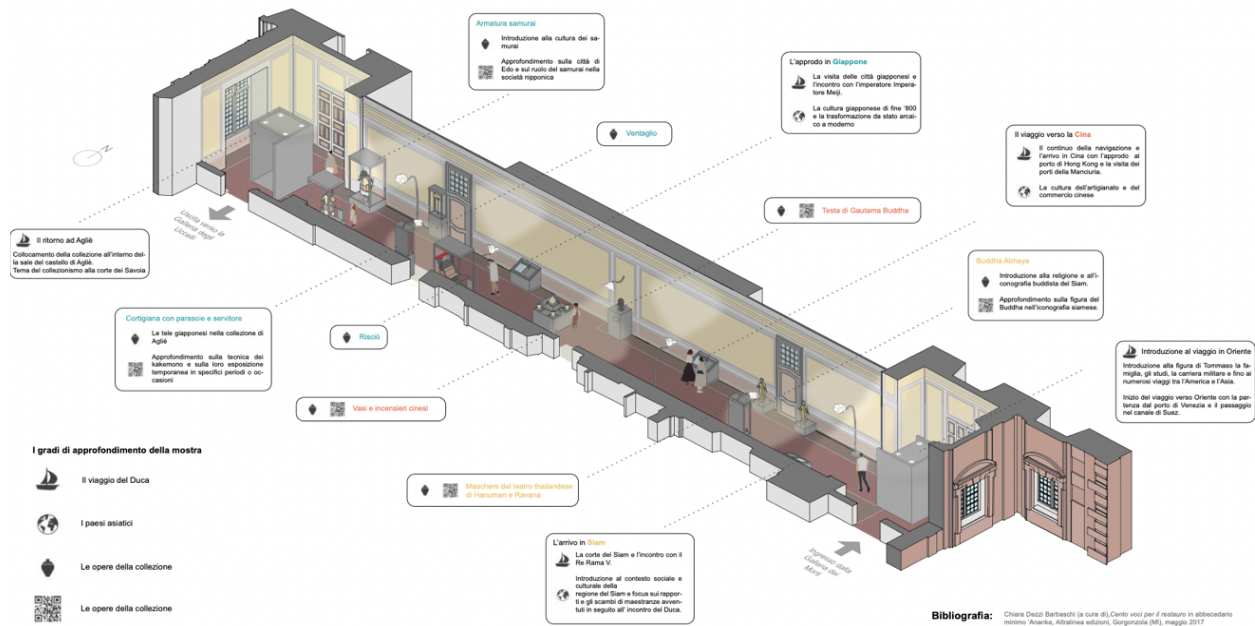 Armatura samurai
Introduzione alla cultura dei sa-
murai
Approfondimento sulla città di
Edo e sul ruolo del samurai nella
società nipponica
L'approdo in Giappone
La visita delle città giapponesi e
l'incontro con l'imperatore Impera-
tore Meiji.
La cultura giapponese di fine '800
e la trasformazione da stato arcai-
co a moderno
Ventaglio
Il viaggio verso la Cina
Il continuo della navigazione e
l'arrivo in Cina con l'approdo al
porto di Hong Kong e la visita dei
porti della Manciuria.
La cultura dell'artigianato e del
commercio cinese
Testa di Gautama Buddha
N
Uscita verso la
Galleria degli
Uccelli
Il ritorno ad Agliè
Collocamento della collezione all'interno del-
la sale del castello di Agliè.
Tema del collezionismo alla corte dei Savoia
Buddha Abhaya
Introduzione alla religione e all'i-
conografia buddista del Siam.
Approfondimento sulla figura del
Buddha nell'iconografia siamese.
Cortigiana con parasole e servitore
Le tele giapponesi nella collezione di
Agliè
Approfondimento sulla tecnica dei
kakemono e sulla loro esposizione
temporanea in specifici periodi o oc-
casioni
Risciò
Introduzione al viaggio in Oriente
Introduzione alla figura di Tommaso la fa-
miglia, gli studi, la carriera militare e fino ai
numerosi viaggi tra l'America e l'Asia.
Inizio del viaggio verso Oriente con la par-
tenza dal porto di Venezia e il passaggio
nel canale di Suez.
Vasi e incensieri cinesi
I gradi di approfondimento della mostra
Il viaggio del Duca
I paesi asiatici
Le opere della collezione
Le opere della collezione
Maschere del teatro thailandese
di Hanuman e Ravana
L'arrivo in Siam
La corte del Siam e l'incontro con il
Re Rama V.
Introduzione al contesto sociale e
culturale della
regione del Siam e focus sui rappor-
ti e gli scambi di maestranze avven-
tuti in seguito all' incontro del Duca.
Ingresso dalla
Galleria dei
Morti
Bibliografia: Chiara Dezzi Barbaschi (a cura di),Cento voci per il restauro in abbecedario
minimo 'Ananke, Altralinea edizioni, Gorgonzola (MI), maggio 2017